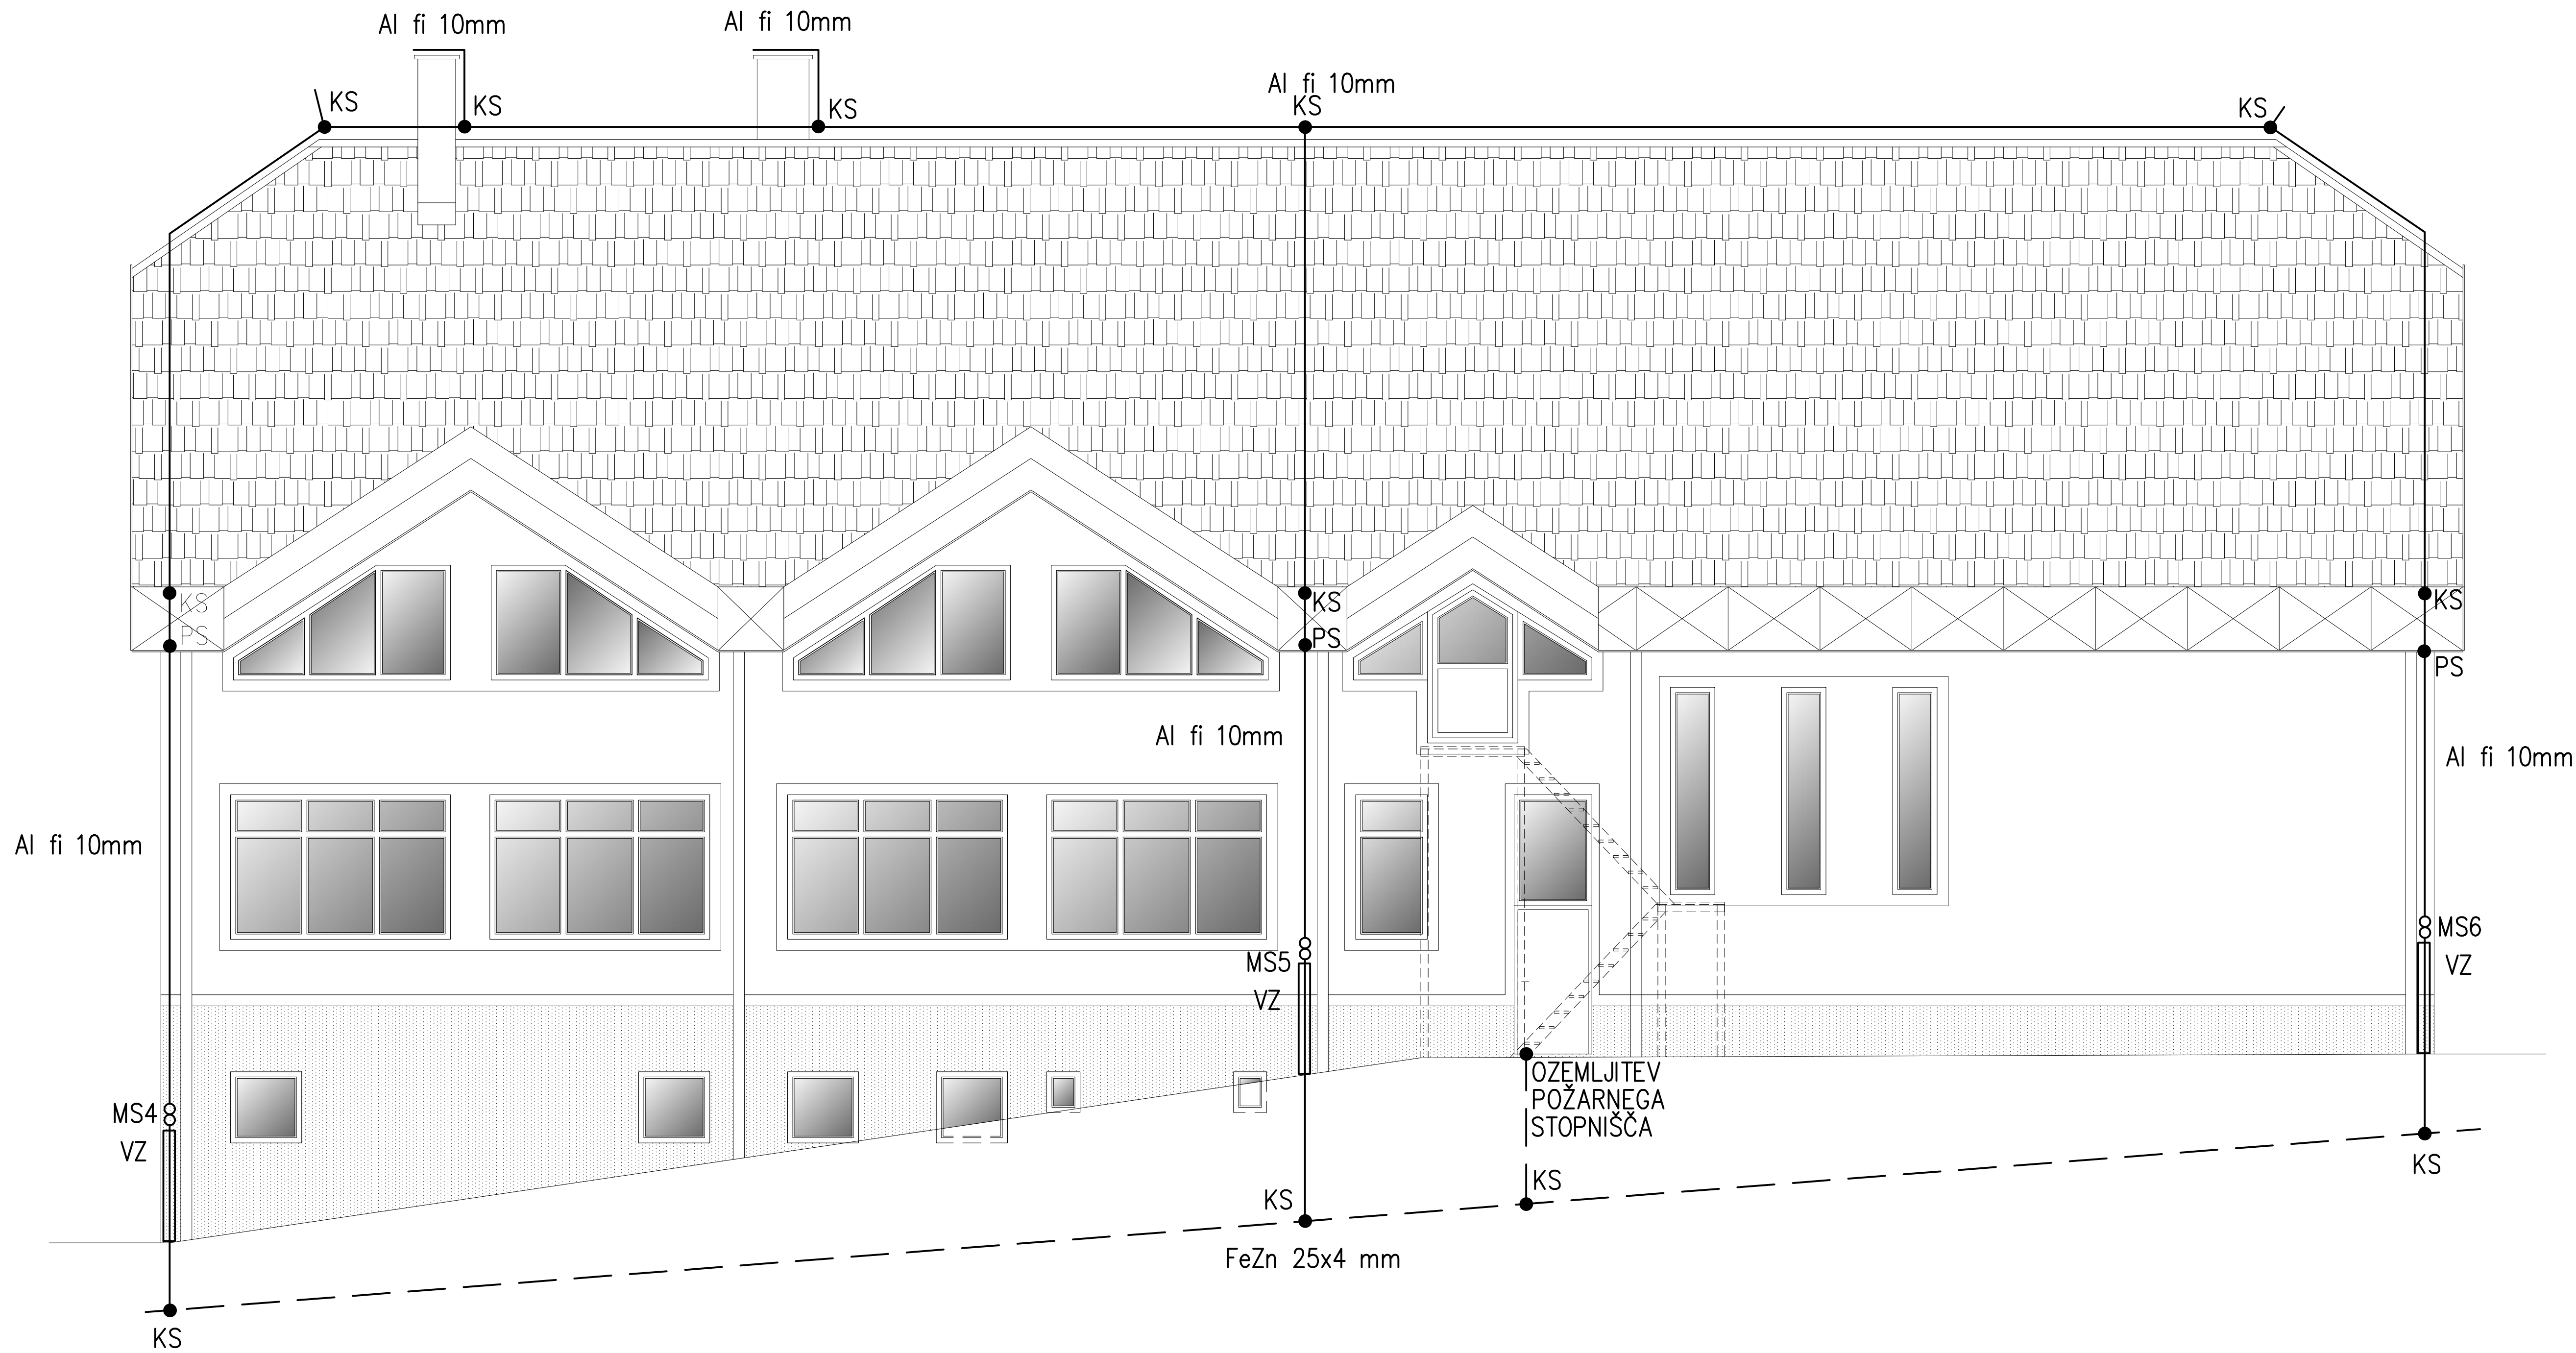 Al fi 10mm
Al fi 10mm
Al fi 10mm
KS
KS
KS
KS
KS
KS
PS
KS
PS
KS
PS
Al fi 10mm
Al fi 10mm
Al fi 10mm
MS6
VZ
MS5
VZ
MS4
VZ
OZEMLJITEV
POŽARNEGA
STOPNIŠČA
KS
KS
KS
FeZn 25x4 mm
KS